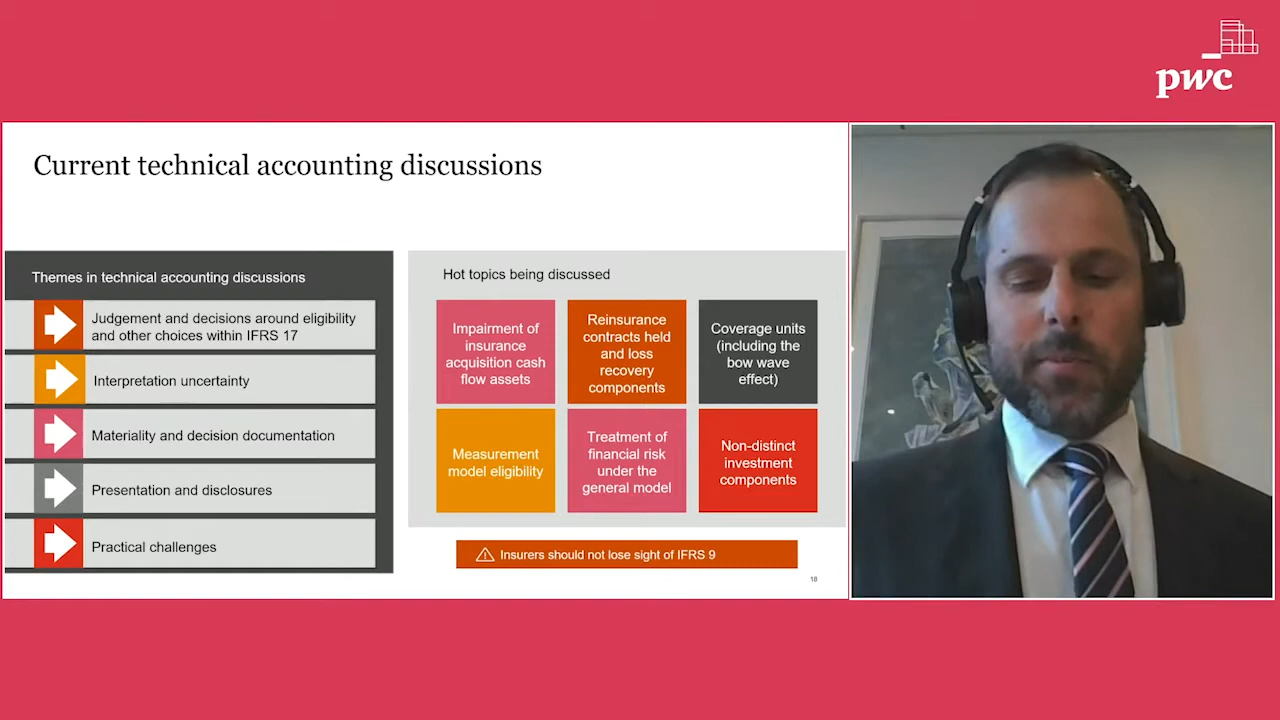 pwc
Current technical accounting discussions
Themes in technical accounting discussions
Judgement and decisions around eligibility
and other choices within IFRS 17
Interpretation uncertainty
Materiality and decision documentation
Presentation and disclosures
Practical challenges
Hot topics being discussed
Impairment of
insurance
acquisition cash
flow assets
Reinsurance
contracts held
and loss
recovery
components
Coverage units
(including the
bow wave
effect)
Measurement
model eligibility
Treatment of
financial risk
under the
general model
Non-distinct
investment
components
Insurers should not lose sight of IFRS 9
18